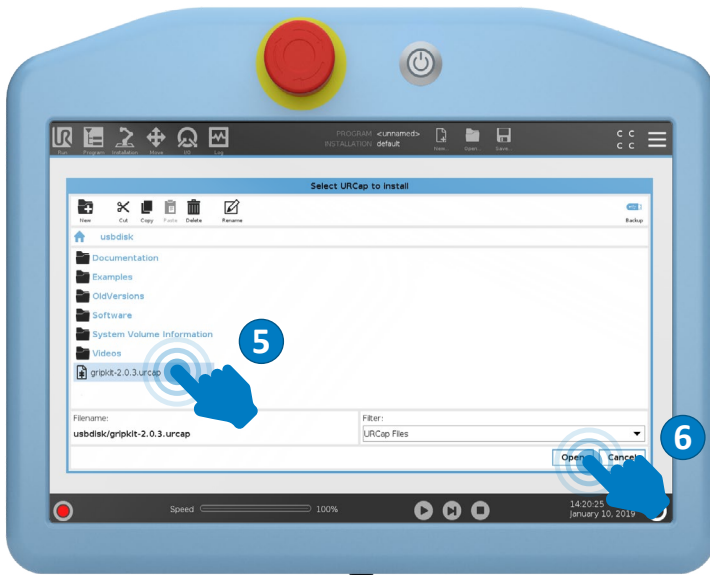 UR
PROGRAM <unnamed>
INSTALLATION default
Run Program Installation Move I/O Log
New... Open... Save...
C C
C C
Select URCap to install
New Cut Copy Paste Delete Rename
Backup
usbdisk
Documentation
Examples
OldVersions
Software
System Volume Information
Videos
gripkit-2.0.3.urcap
5
Filename:
Filter:
usbdisk/gripkit-2.0.3.urcap
URCap Files
6
Open Cancel
Speed 100%
14:20:25
January 10, 2019